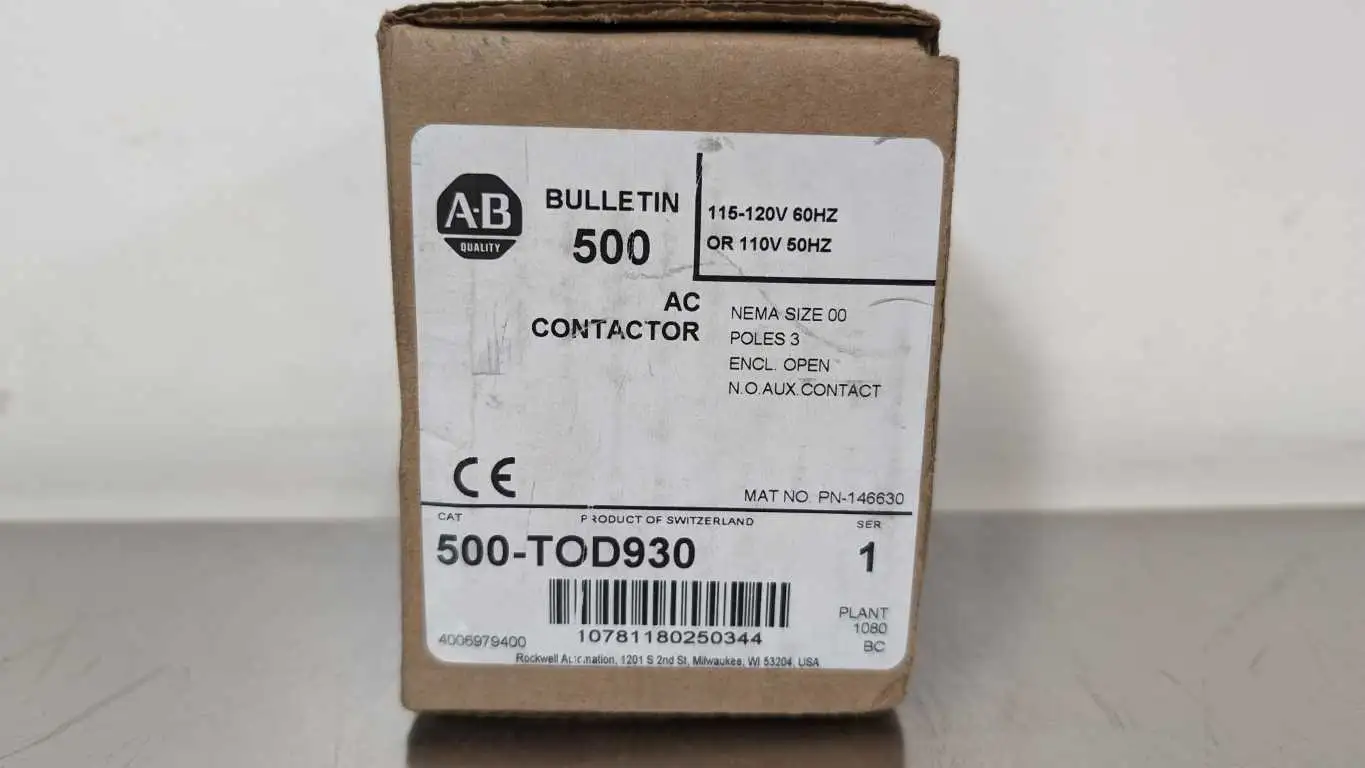 A-B
QUALITY
BULLETIN
500
115-120V 60HZ
OR 110V 50HZ
AC
CONTACTOR
NEMA SIZE 00
POLES 3
ENCL. OPEN
N.O.AUX.CONTACT
CE
MAT NO. PN-146630
CAT
PRODUCT OF SWITZERLAND
SER
500-TOD930
1
10781180250344
4006979400
PLANT
1080
BC
Rockwell Automation, 1201 S 2nd St, Milwaukee, WI 53204, USA